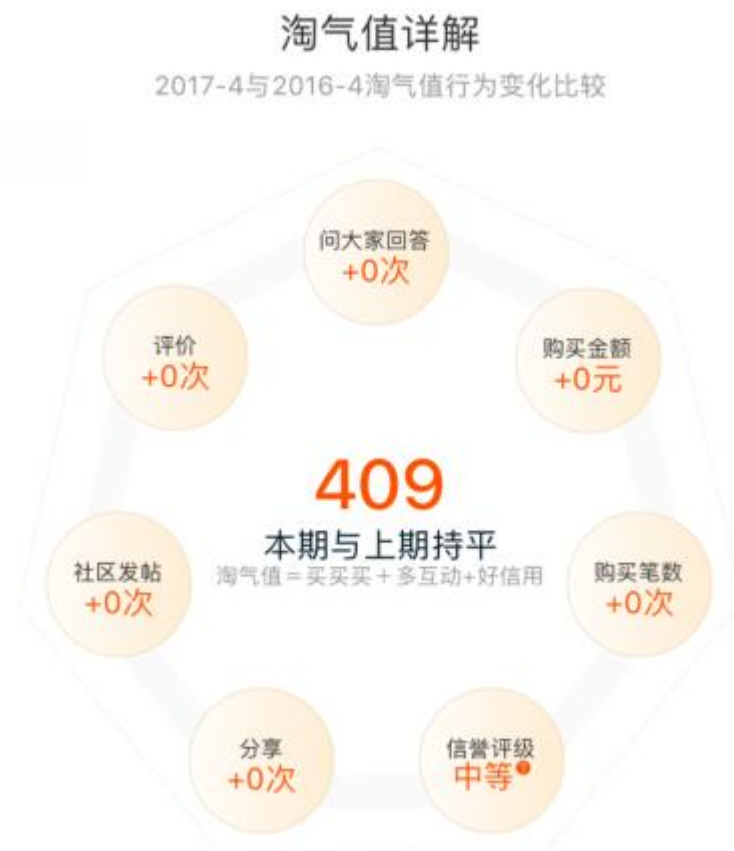 淘气值详解
2017-4与2016-4淘气值行为变化比较
问大家回答
+0次
评价
+0次
购买金额
+0元
409
本期与上期持平
淘气值=买买买+多互动+好信用
社区发帖
+0次
购买笔数
+0次
分享
+0次
信誉评级
中等